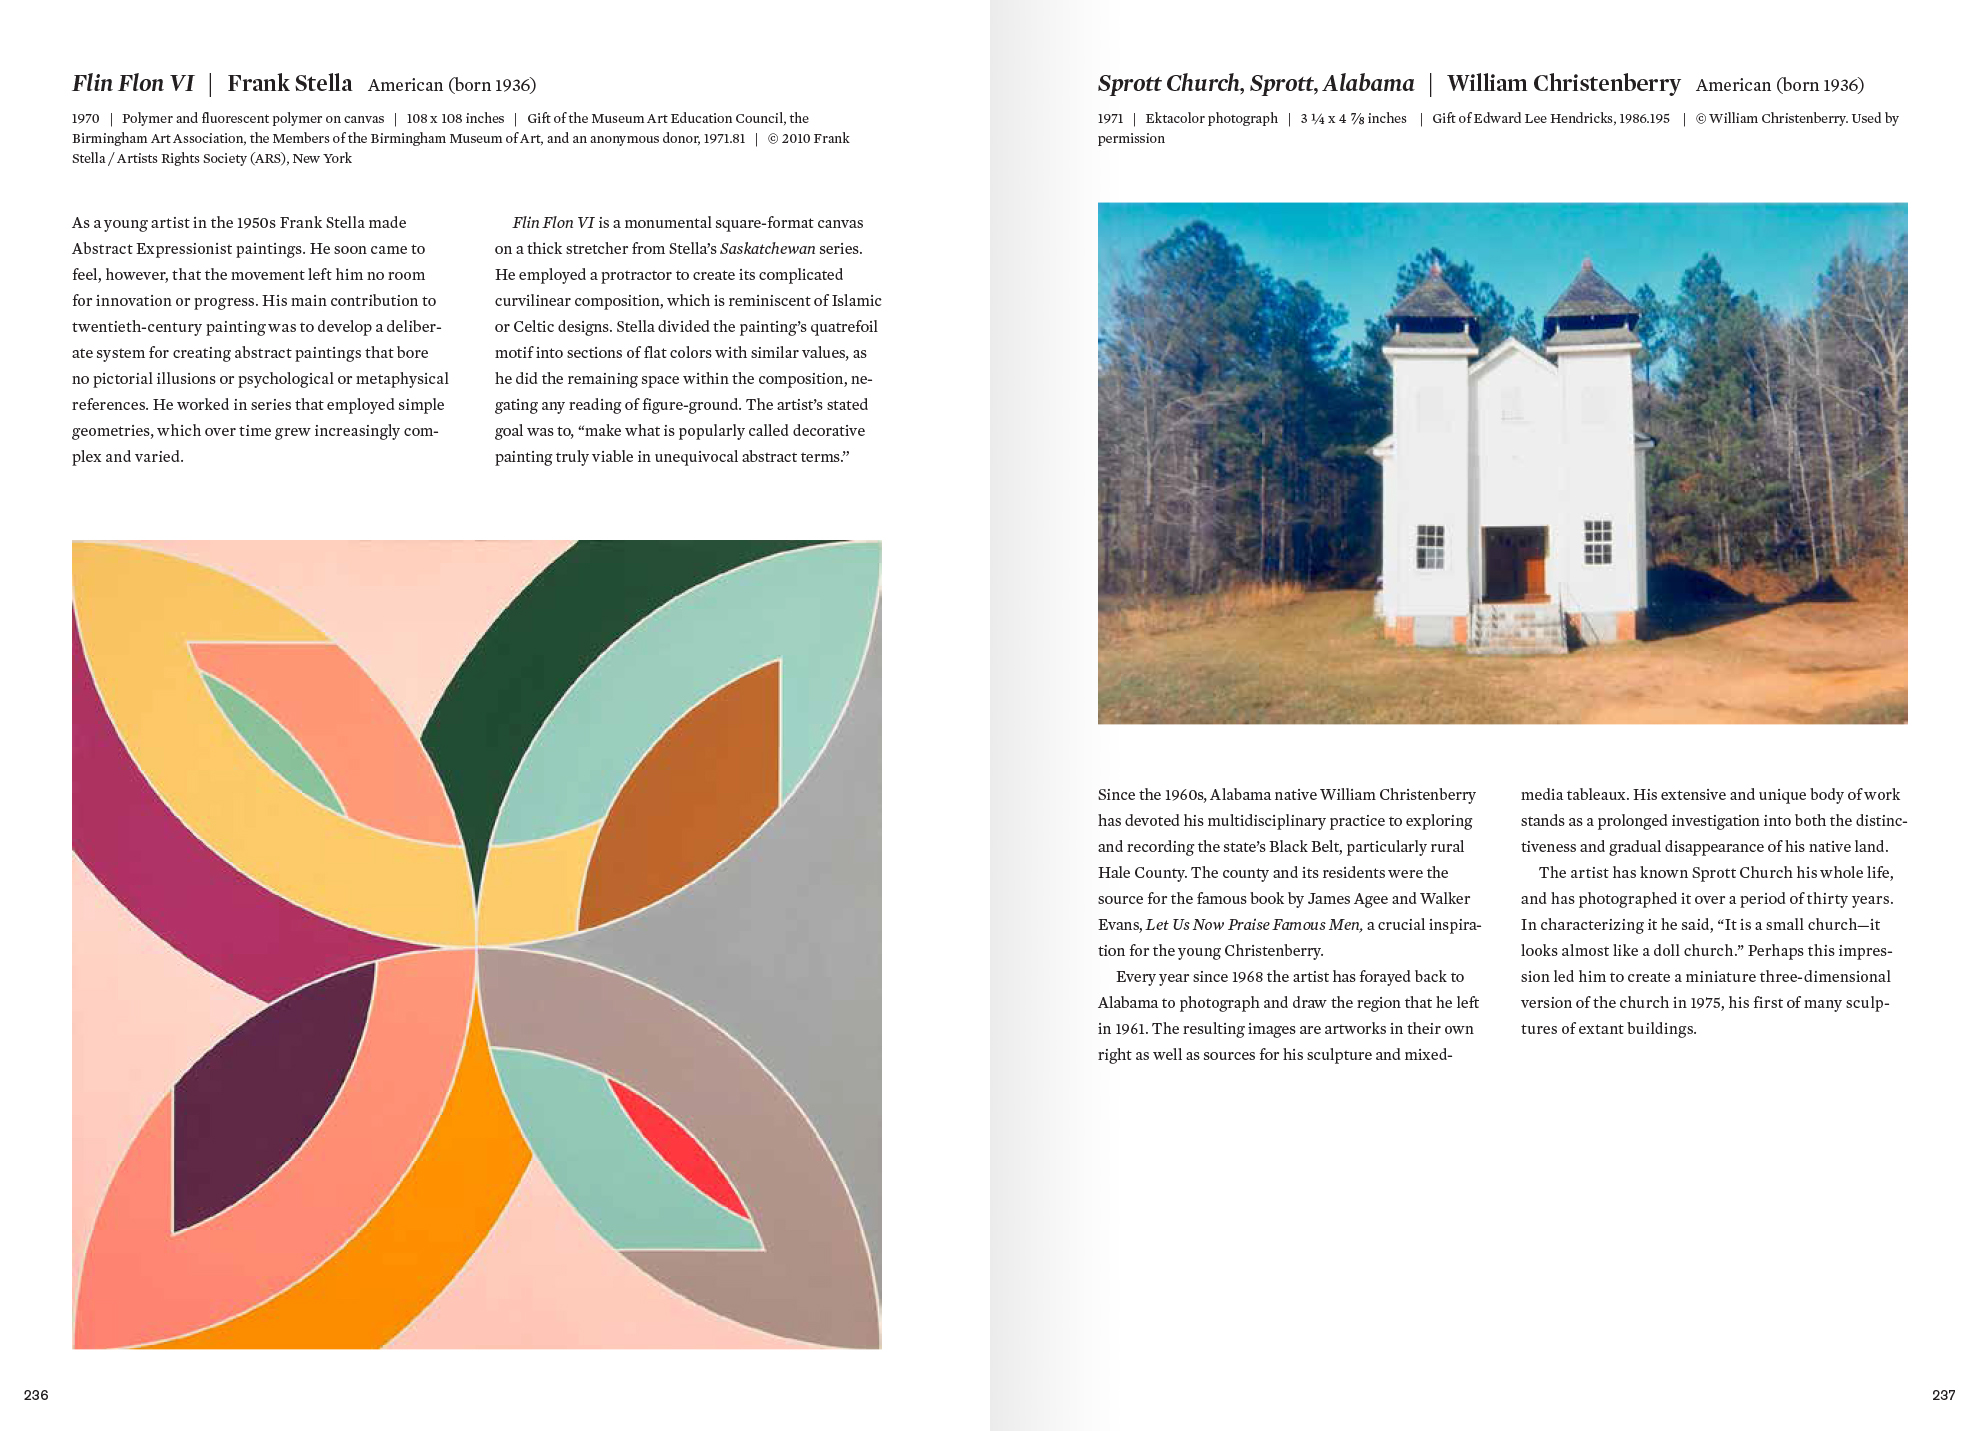 Flin Flon VI | Frank Stella American (born 1936)
1970 | Polymer and fluorescent polymer on canvas | 108 x 108 inches | Gift of the Museum Art Education Council, the
Birmingham Art Association, the Members of the Birmingham Museum of Art, and an anonymous donor, 1971.81 | © 2010 Frank
Stella / Artists Rights Society (ARS), New York
As a young artist in the 1950s Frank Stella made
Abstract Expressionist paintings. He soon came to
feel, however, that the movement left him no room
for innovation or progress. His main contribution to
twentieth-century painting was to develop a deliber-
ate system for creating abstract paintings that bore
no pictorial illusions or psychological or metaphysical
references. He worked in series that employed simple
geometries, which over time grew increasingly com-
plex and varied.
Flin Flon VI is a monumental square-format canvas
on a thick stretcher from Stella’s Saskatchewan series.
He employed a protractor to create its complicated
curvilinear composition, which is reminiscent of Islamic
or Celtic designs. Stella divided the painting’s quatrefoil
motif into sections of flat colors with similar values, as
he did the remaining space within the composition, ne-
gating any reading of figure-ground. The artist’s stated
goal was to, “make what is popularly called decorative
painting truly viable in unequivocal abstract terms.”
236
Sprott Church, Sprott, Alabama | William Christenberry American (born 1936)
1971 | Ektacolor photograph | 3 ¼ x 4 ⅞ inches | Gift of Edward Lee Hendricks, 1986.195 | © William Christenberry. Used by
permission
Since the 1960s, Alabama native William Christenberry
has devoted his multidisciplinary practice to exploring
and recording the state’s Black Belt, particularly rural
Hale County. The county and its residents were the
source for the famous book by James Agee and Walker
Evans, Let Us Now Praise Famous Men, a crucial inspira-
tion for the young Christenberry.
Every year since 1968 the artist has forayed back to
Alabama to photograph and draw the region that he left
in 1961. The resulting images are artworks in their own
right as well as sources for his sculpture and mixed-
media tableaux. His extensive and unique body of work
stands as a prolonged investigation into both the distinc-
tiveness and gradual disappearance of his native land.
The artist has known Sprott Church his whole life,
and has photographed it over a period of thirty years.
In characterizing it he said, “It is a small church—it
looks almost like a doll church.” Perhaps this impres-
sion led him to create a miniature three-dimensional
version of the church in 1975, his first of many sculp-
tures of extant buildings.
237